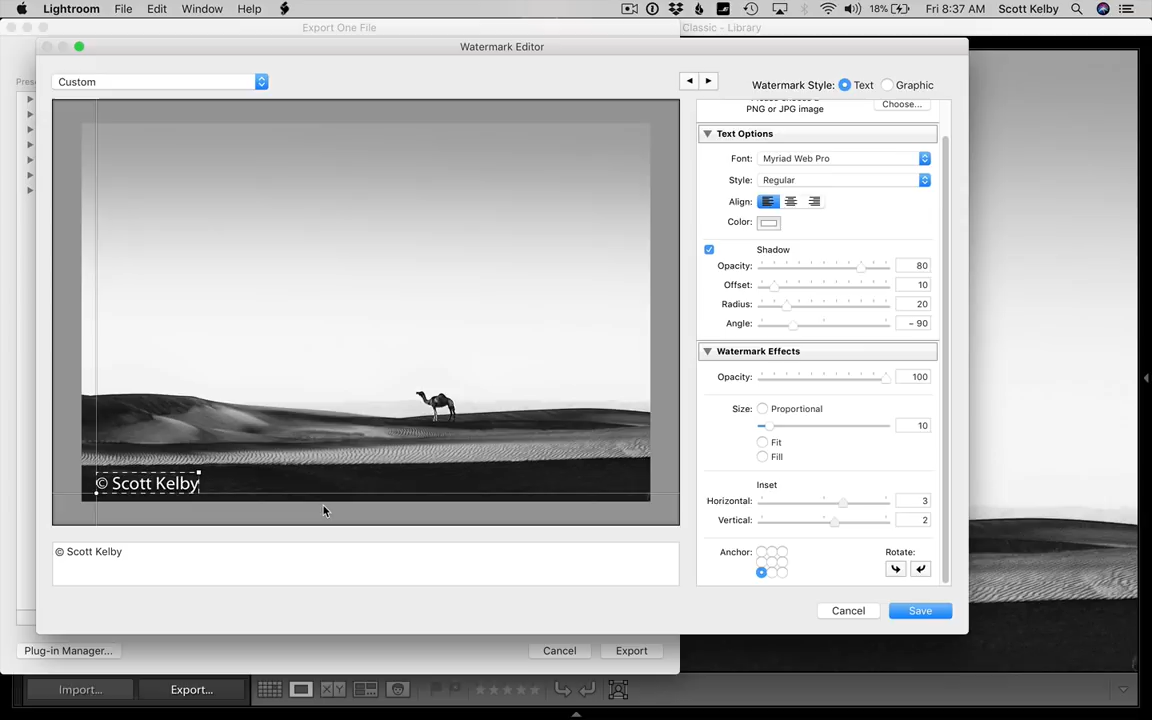 Lightroom File Edit Window Help 18% Fri 8:37 AM Scott Kelby
Export One File Classic - Library
Watermark Editor
Custom
Watermark Style: Text Graphic
Choose...
PNG or JPG image
Text Options
Font: Myriad Web Pro
Style: Regular
Align:
Color:
Shadow
Opacity: 80
Offset: 10
Radius: 20
Angle: – 90
Watermark Effects
Opacity: 100
Size: Proportional
10
Fit
Fill
Inset
Horizontal: 3
Vertical: 2
Anchor: Rotate:
© Scott Kelby
© Scott Kelby
Cancel Save
Plug-in Manager... Cancel Export
Import... Export... XY